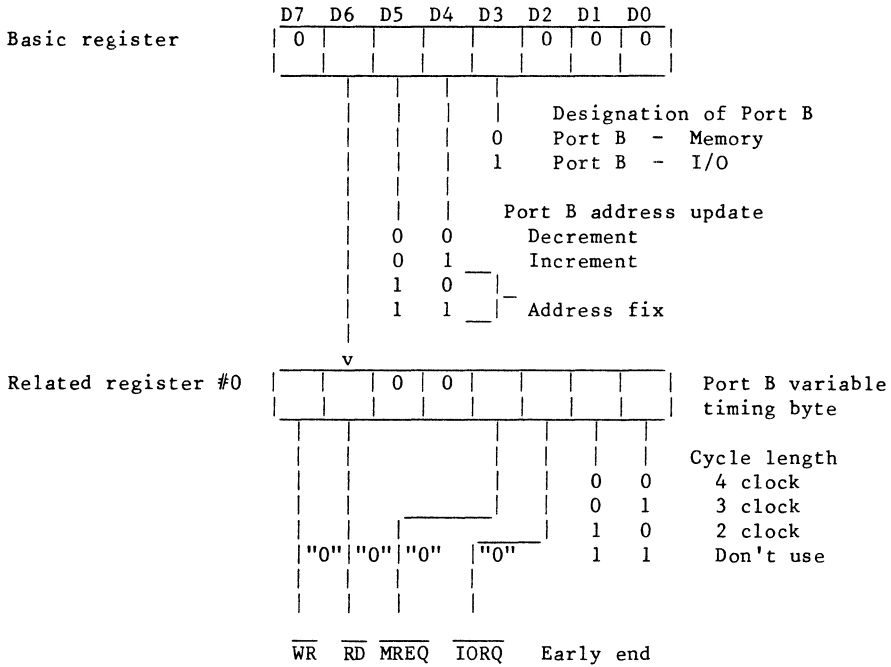 D7 D6 D5 D4 D3 D2 D1 D0
Basic register 0 0 0 0
Designation of Port B
0 Port B - Memory
1 Port B - I/O
Port B address update
0 0 Decrement
0 1 Increment
1 0
1 1 Address fix
v
Related register #0 0 0 Port B variable
timing byte
Cycle length
0 0 4 clock
0 1 3 clock
1 0 2 clock
"0" "0" "0" "0" 1 1 Don't use
WR RD MREQ IORQ Early end